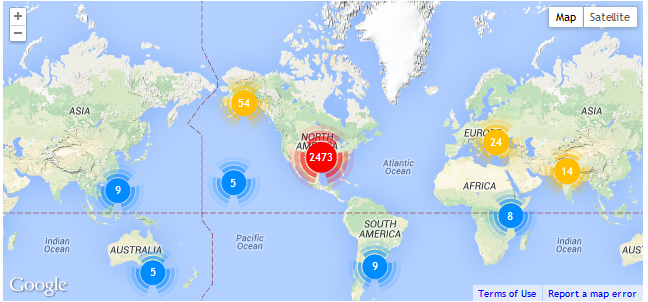 +
−
Map
Satellite
ASIA
54
NORTH
AMERICA
2473
EUROPE
24
ASIA
14
Atlantic
Ocean
9
5
AFRICA
8
SOUTH
AMERICA
Indian
Ocean
AUSTRALIA
Pacific
Ocean
Indian
Ocean
5
9
Google
Terms of Use
Report a map error